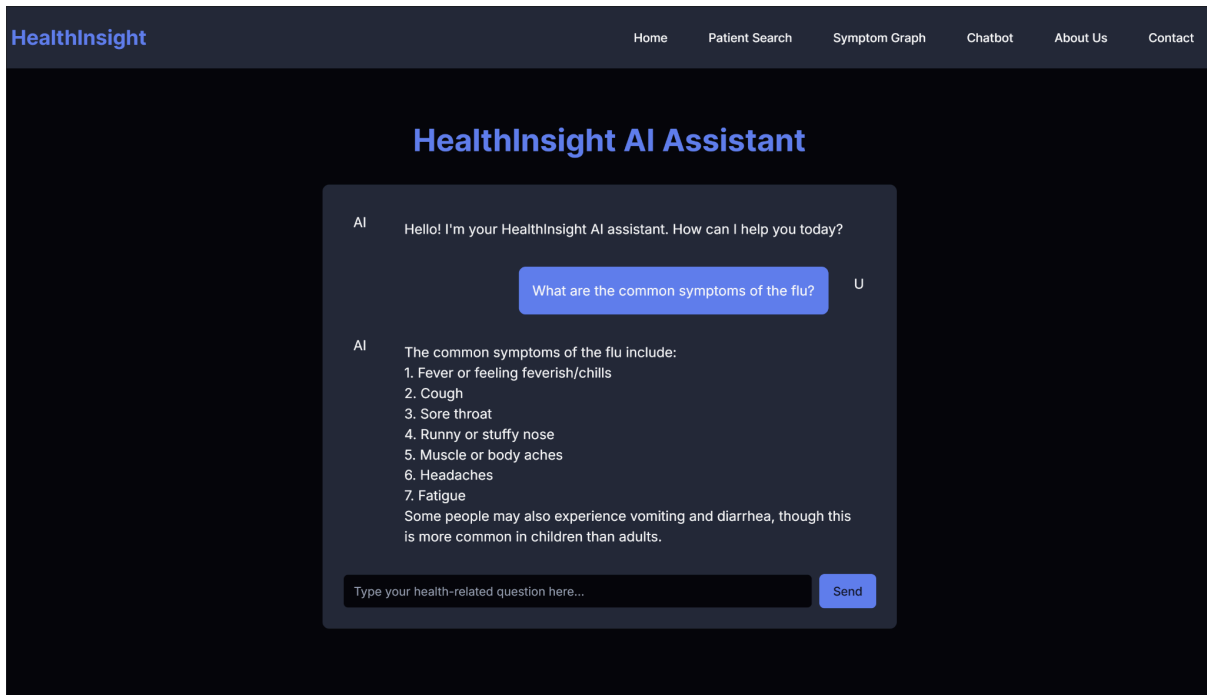 HealthInsight
Home Patient Search Symptom Graph Chatbot About Us Contact
HealthInsight AI Assistant
AI
Hello! I'm your HealthInsight AI assistant. How can I help you today?
What are the common symptoms of the flu?
U
AI
The common symptoms of the flu include:
1. Fever or feeling feverish/chills
2. Cough
3. Sore throat
4. Runny or stuffy nose
5. Muscle or body aches
6. Headaches
7. Fatigue
Some people may also experience vomiting and diarrhea, though this
is more common in children than adults.
Type your health-related question here...
Send